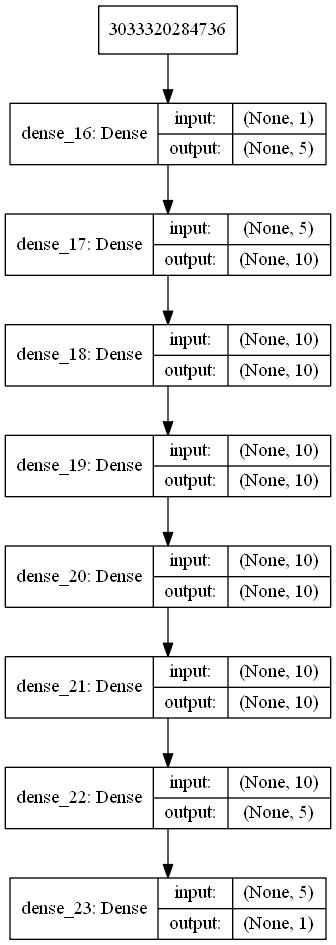 3033320284736
dense_16: Dense
input: (None, 1)
output: (None, 5)
dense_17: Dense
input: (None, 5)
output: (None, 10)
dense_18: Dense
input: (None, 10)
output: (None, 10)
dense_19: Dense
input: (None, 10)
output: (None, 10)
dense_20: Dense
input: (None, 10)
output: (None, 10)
dense_21: Dense
input: (None, 10)
output: (None, 10)
dense_22: Dense
input: (None, 10)
output: (None, 5)
dense_23: Dense
input: (None, 5)
output: (None, 1)